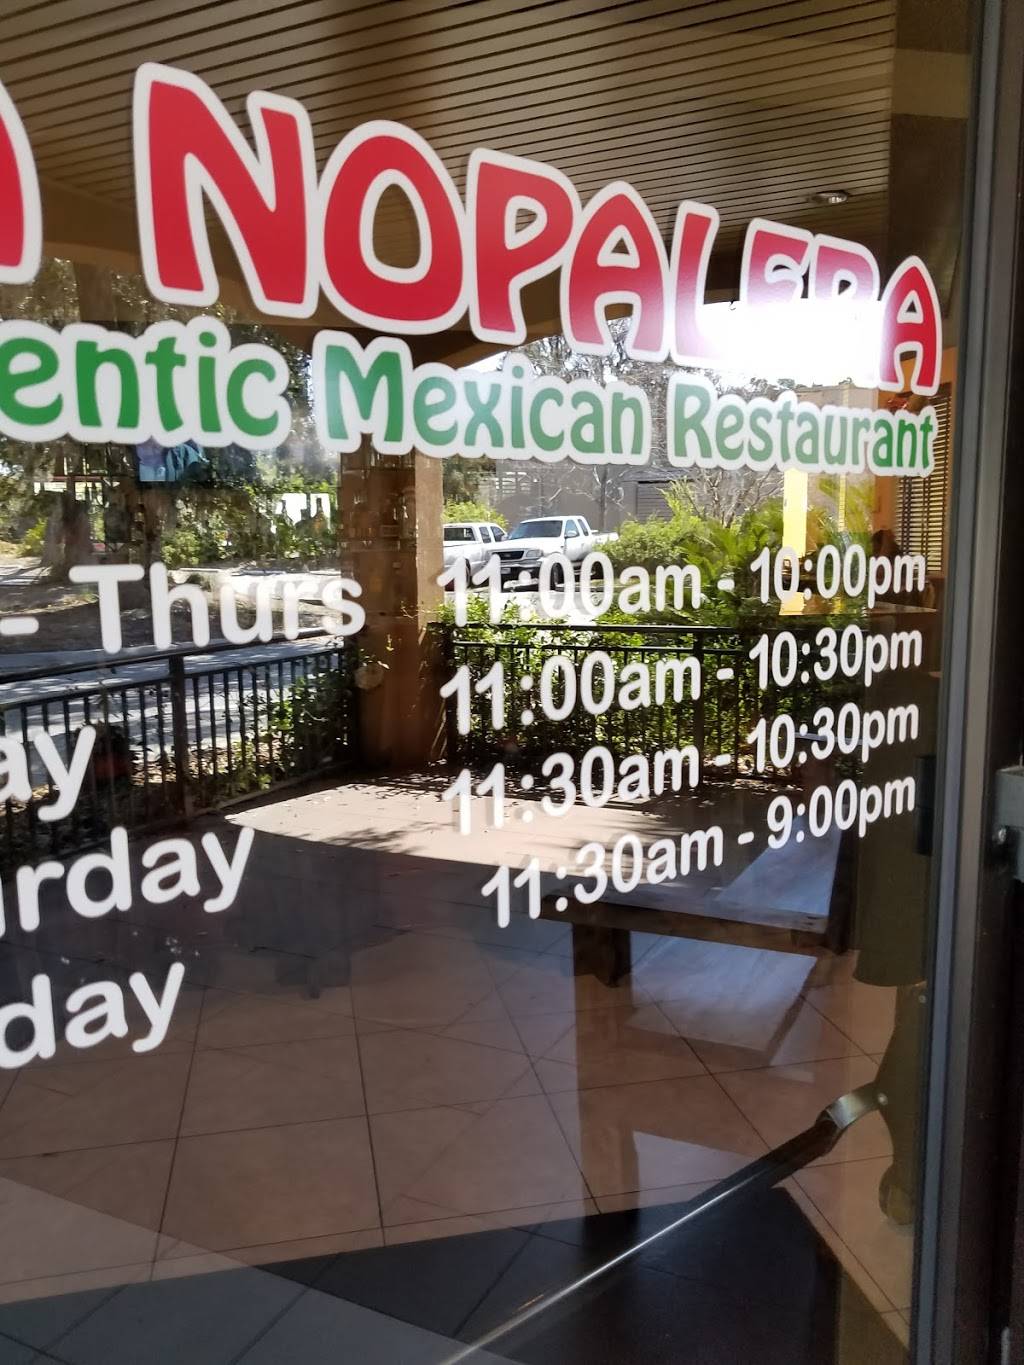 A NOPALERA
entic Mexican Restaurant
- Thurs 11:00am - 10:00pm
ay 11:00am - 10:30pm
urday 11:30am - 10:30pm
day 11:30am - 9:00pm